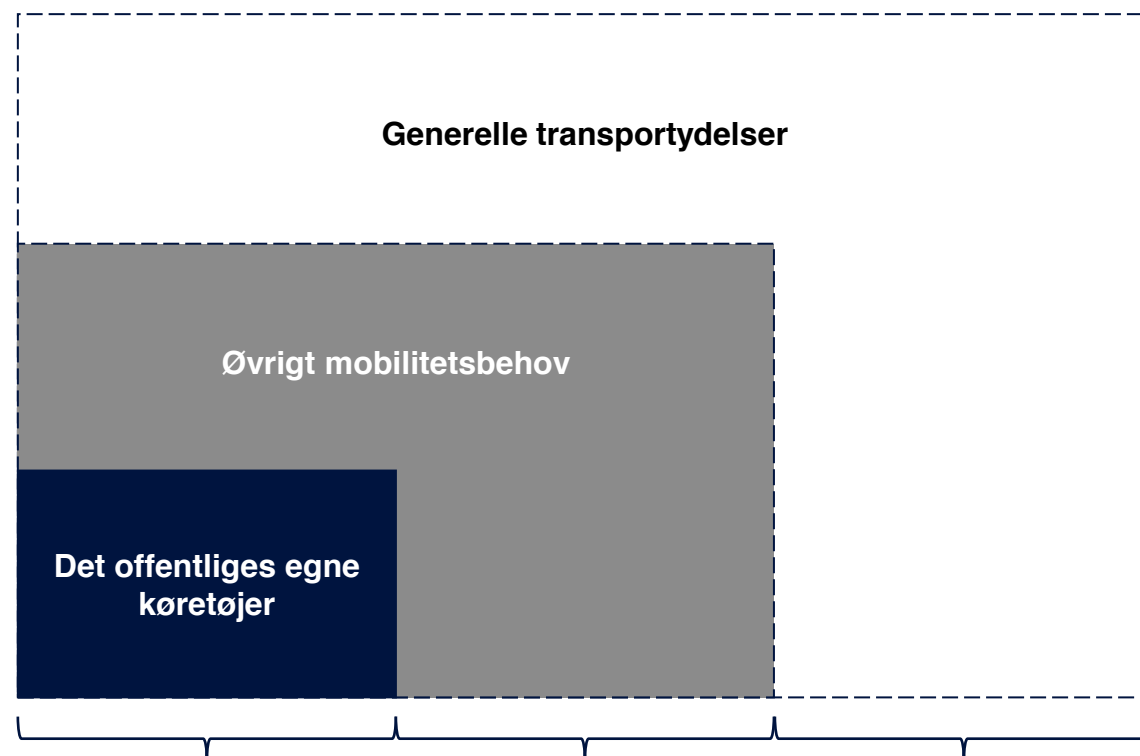 Generelle transportydelser
Øvrigt mobilitetsbehov
Det offentliges egne
køretøjer